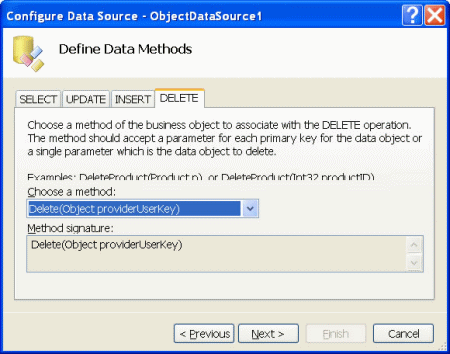 Configure Data Source - ObjectDataSource1
Define Data Methods
SELECT UPDATE INSERT DELETE
Choose a method of the business object to associate with the DELETE operation.
The method should accept a parameter for each primary key for the data object or
a single parameter which is the data object to delete.
Examples: DeleteProduct(Product p), or DeleteProduct(Int32 productID)
Choose a method:
Delete(Object providerUserKey)
Method signature:
Delete(Object providerUserKey)
< Previous Next > Finish Cancel